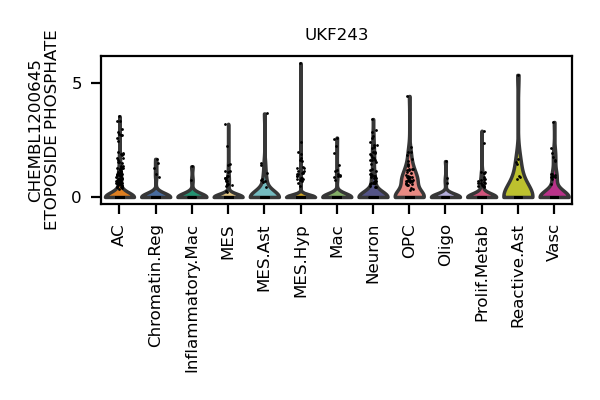 UKF243
CHEMBL1200645
ETOPOSIDE PHOSPHATE
5
0
AC
Chromatin.Reg
Inflammatory.Mac
MES
MES.Ast
MES.Hyp
Mac
Neuron
OPC
Oligo
Prolif.Metab
Reactive.Ast
Vasc